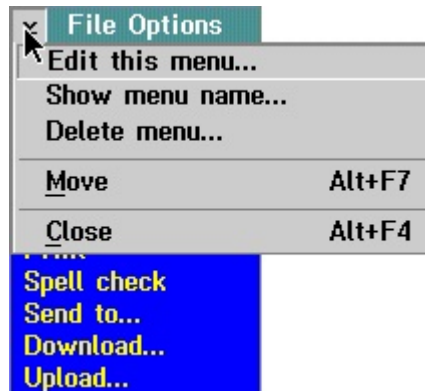 File Options
Edit this menu...
Show menu name...
Delete menu...
Move Alt+F7
Close Alt+F4
Spell check
Send to...
Download...
Upload...